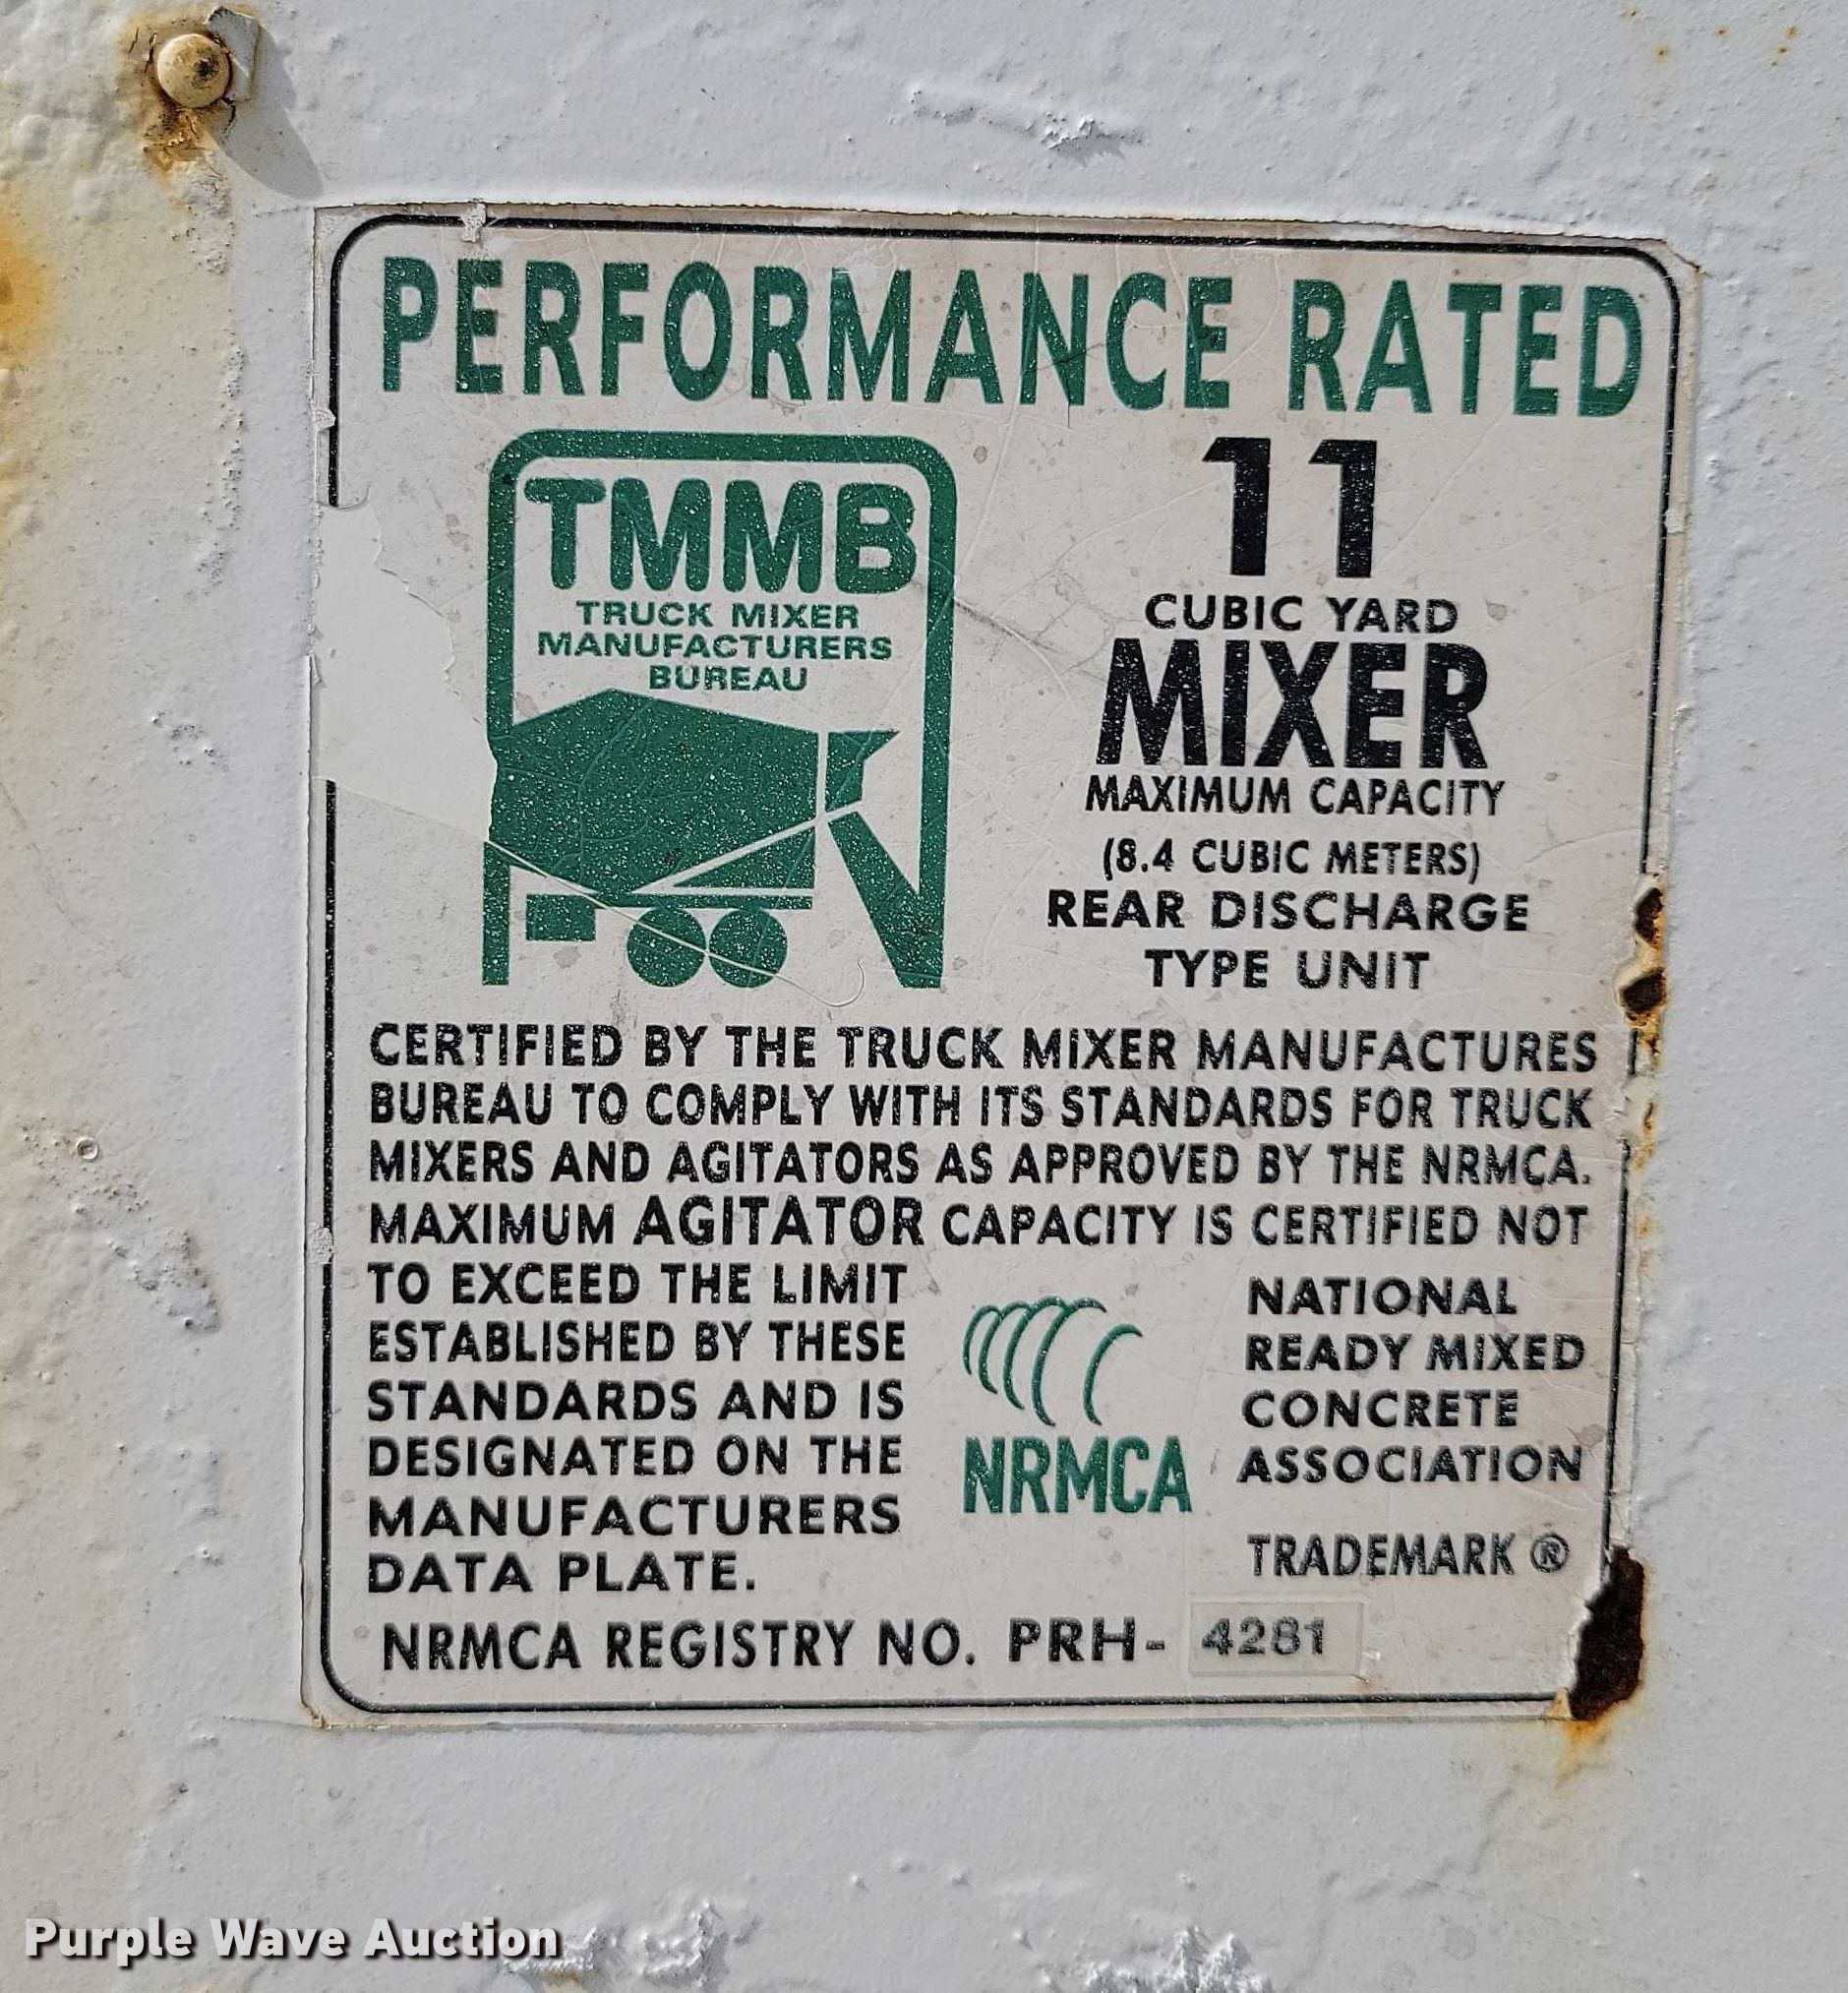 PERFORMANCE RATED
TMMB
TRUCK MIXER
MANUFACTURERS
BUREAU
11
CUBIC YARD
MIXER
MAXIMUM CAPACITY
(8.4 CUBIC METERS)
REAR DISCHARGE
TYPE UNIT
CERTIFIED BY THE TRUCK MIXER MANUFACTURES
BUREAU TO COMPLY WITH ITS STANDARDS FOR TRUCK
MIXERS AND AGITATORS AS APPROVED BY THE NRMCA.
MAXIMUM AGITATOR CAPACITY IS CERTIFIED NOT
TO EXCEED THE LIMIT
ESTABLISHED BY THESE
STANDARDS AND IS
DESIGNATED ON THE
MANUFACTURERS
DATA PLATE.
NRMCA
NATIONAL
READY MIXED
CONCRETE
ASSOCIATION
TRADEMARK ®
NRMCA REGISTRY NO. PRH- 4281
Purple Wave Auction